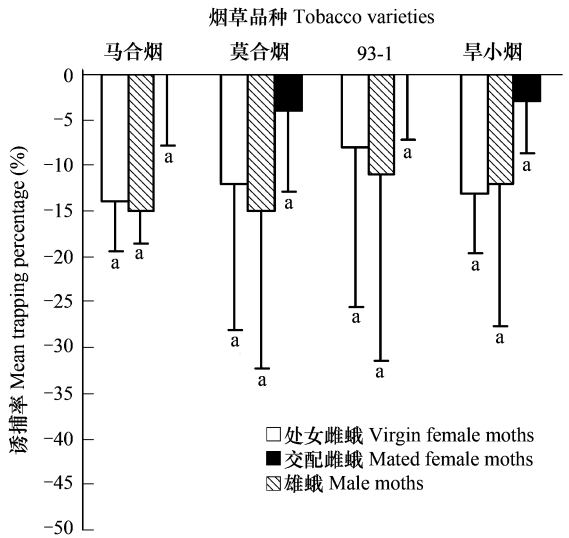 烟草品种 Tobacco varieties
马合烟 莫合烟 93-1 旱小烟
诱捕率 Mean trapping percentage (%)
0
−5
−10
−15
−20
−25
−30
−35
−40
−45
−50
a a a a a a a a a a a a
处女雌蛾 Virgin female moths
交配雌蛾 Mated female moths
雄蛾 Male moths